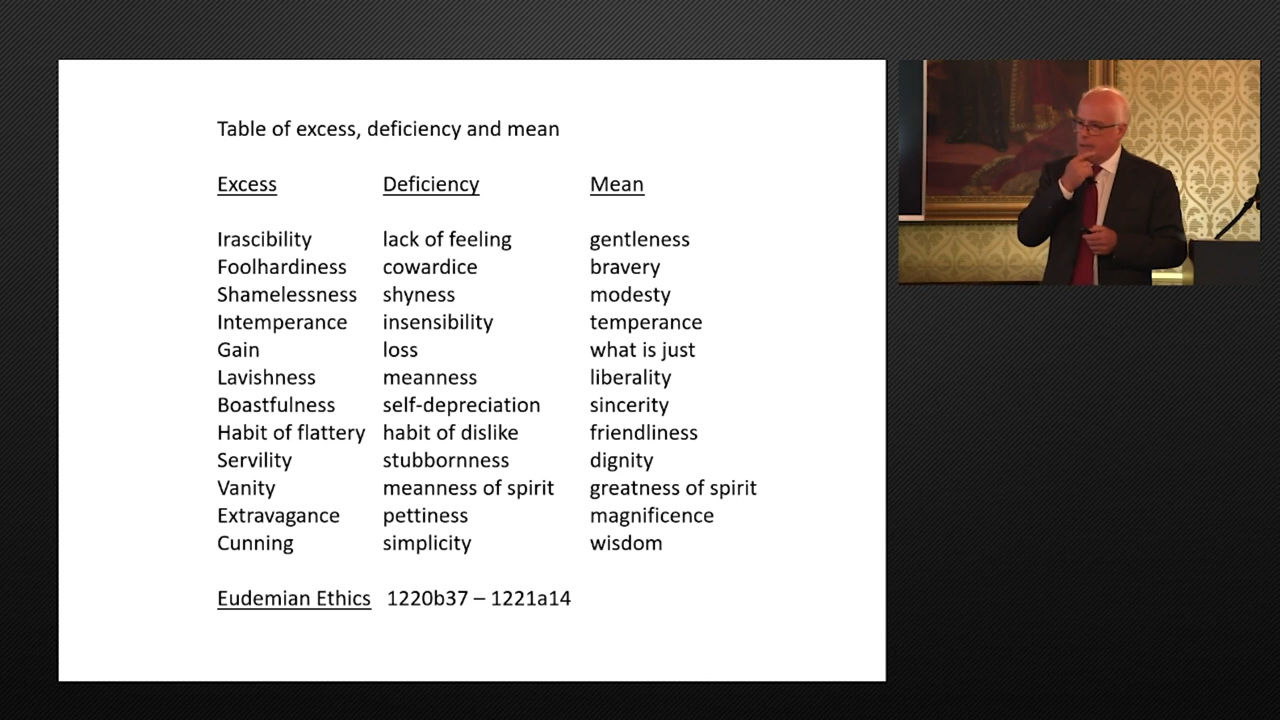 Table of excess, deficiency and mean
Excess Deficiency Mean
Irascibility lack of feeling gentleness
Foolhardiness cowardice bravery
Shamelessness shyness modesty
Intemperance insensibility temperance
Gain loss what is just
Lavishness meanness liberality
Boastfulness self-depreciation sincerity
Habit of flattery habit of dislike friendliness
Servility stubbornness dignity
Vanity meanness of spirit greatness of spirit
Extravagance pettiness magnificence
Cunning simplicity wisdom
Eudemian Ethics 1220b37 – 1221a14